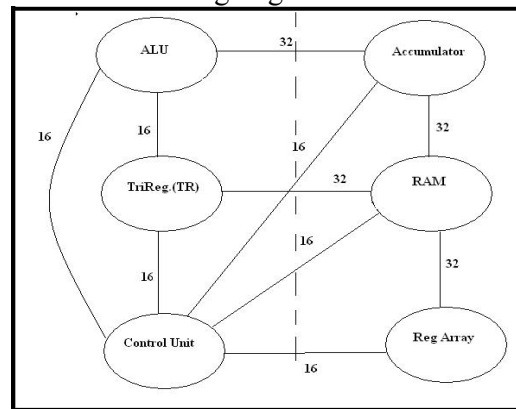 ALU
32
Accumulator
16
16
16
32
TriReg.(TR)
32
RAM
16
16
32
Control Unit
16
Reg Array